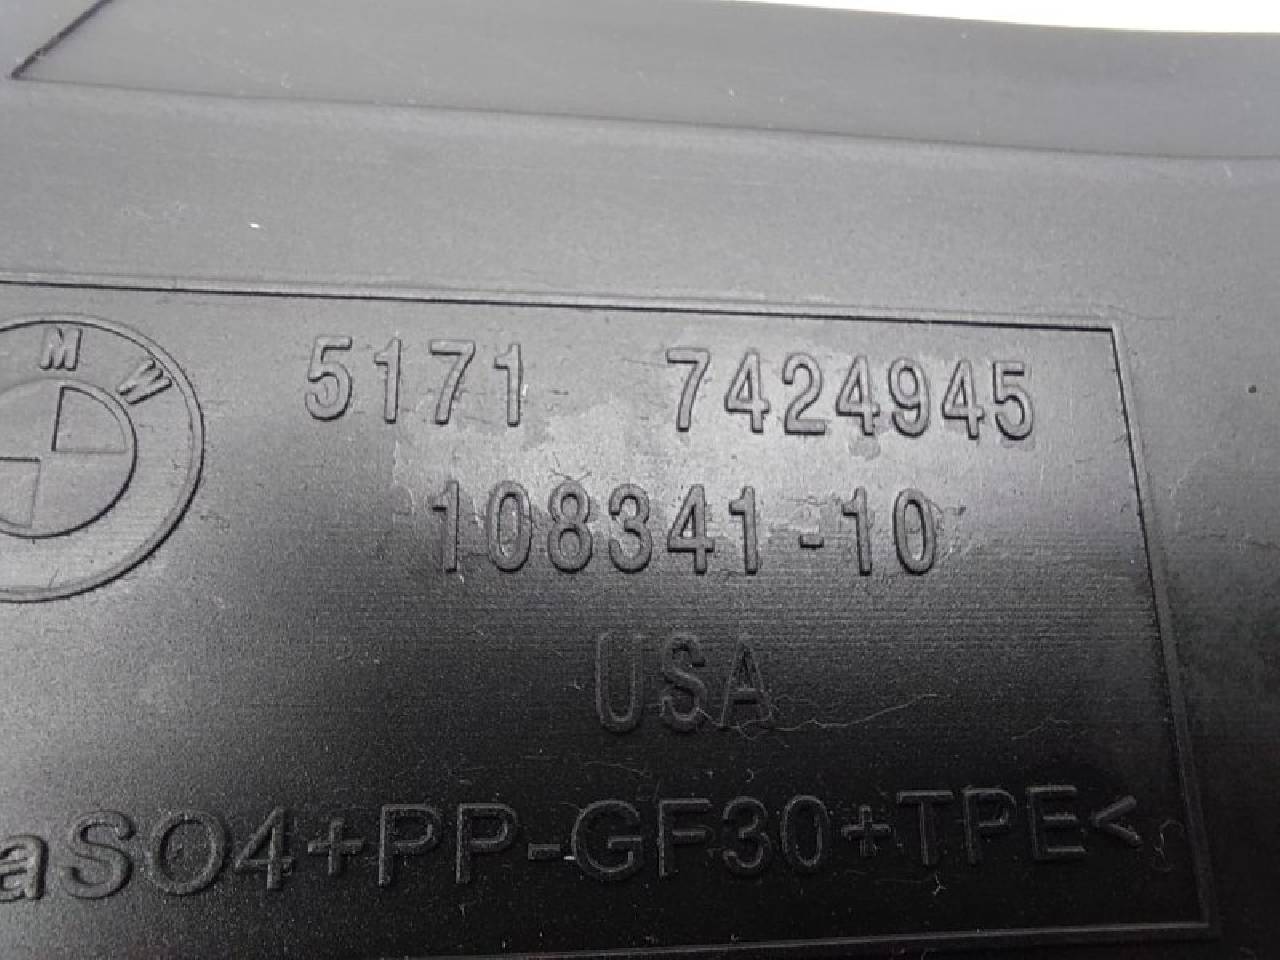 BMW
5171 7424945
108341-10
USA
aSO4+PP-GF30+TPE<